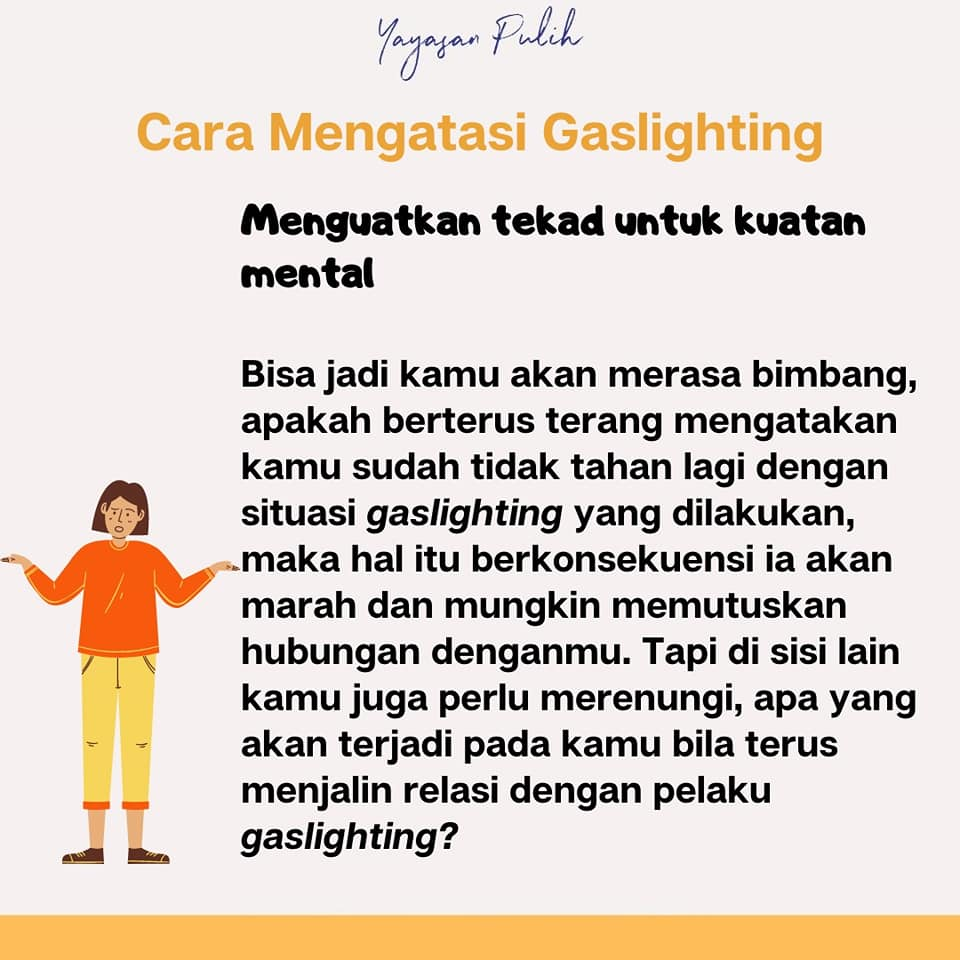 Yayasan Pulih
Cara Mengatasi Gaslighting
Menguatkan tekad untuk kuatan
mental
Bisa jadi kamu akan merasa bimbang,
apakah berterus terang mengatakan
kamu sudah tidak tahan lagi dengan
situasi gaslighting yang dilakukan,
maka hal itu berkonsekuensi ia akan
marah dan mungkin memutuskan
hubungan denganmu. Tapi di sisi lain
kamu juga perlu merenungi, apa yang
akan terjadi pada kamu bila terus
menjalin relasi dengan pelaku
gaslighting?